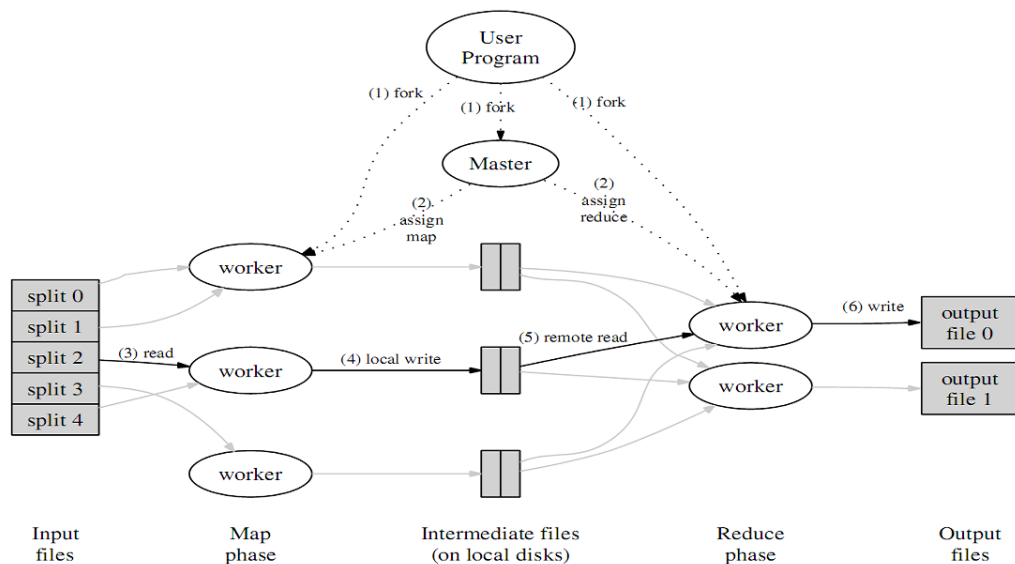 User
Program
(1) fork
(1) fork
(1) fork
Master
(2)
assign
map
(2)
assign
reduce
worker
split 0
split 1
split 2
split 3
split 4
(3) read
worker
(4) local write
(5) remote read
worker
(6) write
output
file 0
worker
output
file 1
worker
Input
files
Map
phase
Intermediate files
(on local disks)
Reduce
phase
Output
files